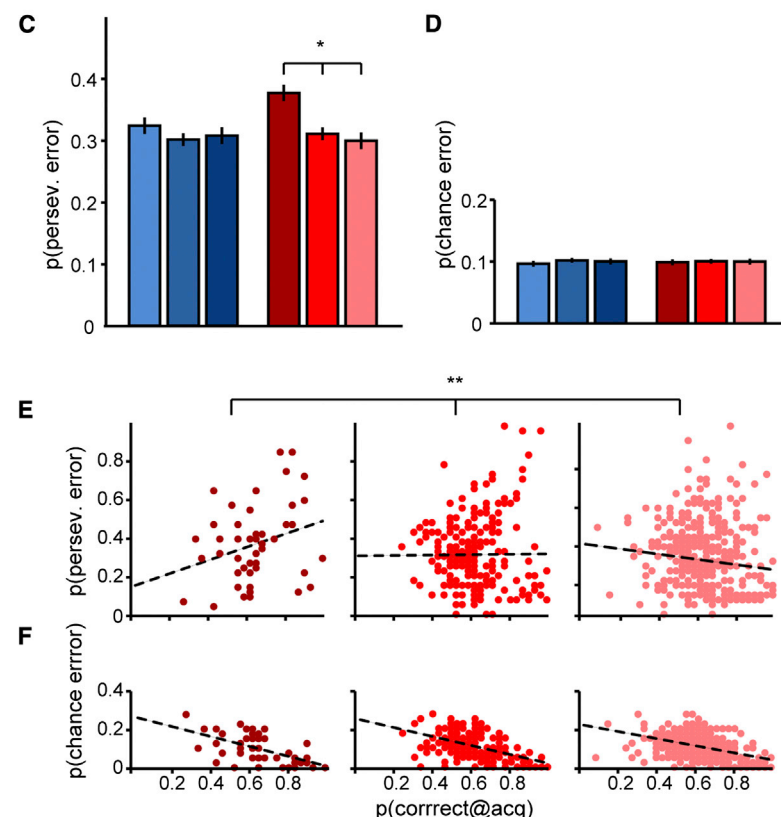 C
D
*
p(persev. error)
0.4
0.3
0.2
0.1
0
p(chance error)
0.2
0.1
0
**
E
p(persev. error)
0.8
0.6
0.4
0.2
0
F
p(chance errror)
0.4
0.2
0
0.2 0.4 0.6 0.8 0.2 0.4 0.6 0.8 0.2 0.4 0.6 0.8
p(corrrect@acq)